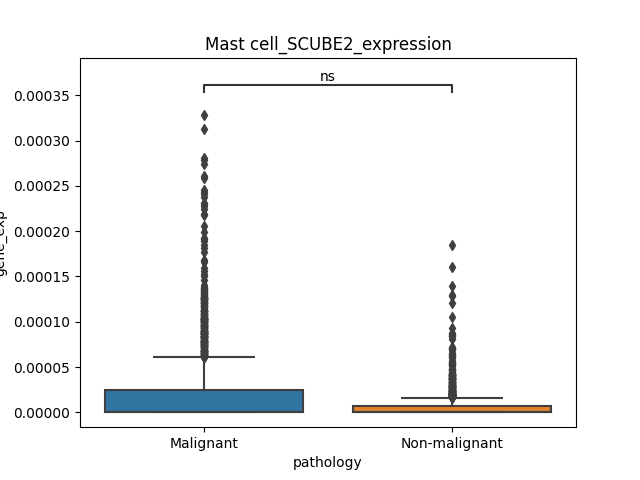 Mast cell_SCUBE2_expression
ns
0.00035
0.00030
0.00025
0.00020
0.00015
0.00010
0.00005
0.00000
gene_exp
Malignant
Non-malignant
pathology